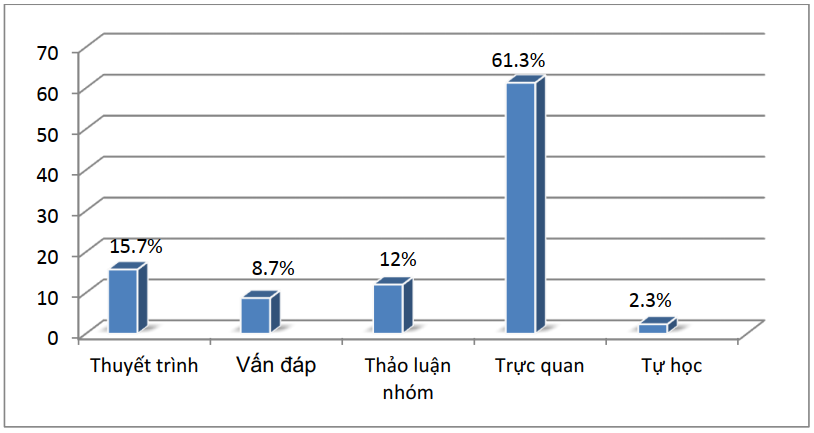 70
60
50
40
30
20
10
0
15.7%
8.7%
12%
61.3%
2.3%
Thuyết trình
Vấn đáp
Thảo luận
nhóm
Trực quan
Tự học